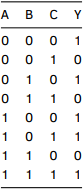 A B C Y
0 0 0 1
0 0 1 0
0 1 0 1
0 1 1 0
1 0 0 1
1 0 1 1
1 1 0 0
1 1 1 1